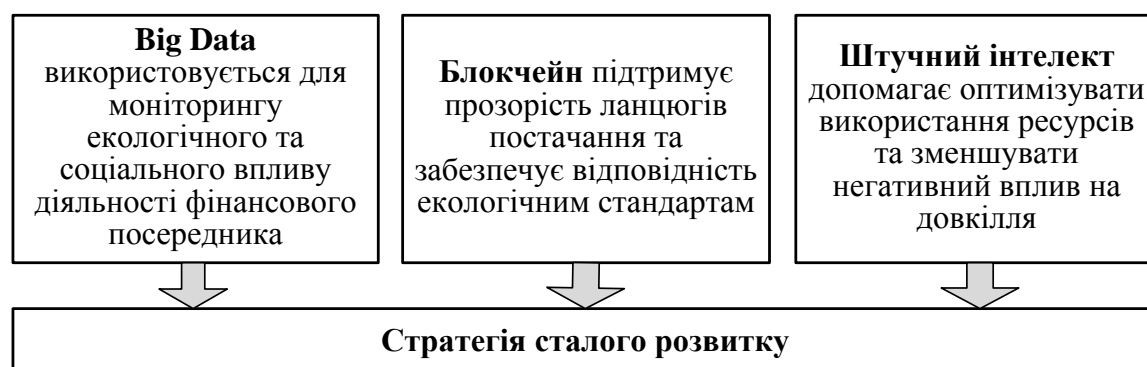 Big Data
використовується для
моніторингу
екологічного та
соціального впливу
діяльності фінансового
посередника
Блокчейн підтримує
прозорість ланцюгів
постачання та
забезпечує відповідність
екологічним стандартам
Штучний інтелект
допомагає оптимізувати
використання ресурсів
та зменшувати
негативний вплив на
довкілля
Стратегія сталого розвитку